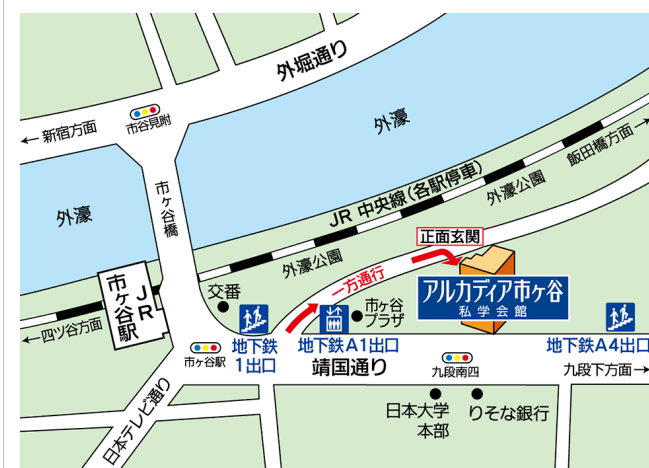 外堀通り
市谷見附
← 新宿方面
外濠
飯田橋方面 →
市ヶ谷橋
JR 中央線（各駅停車）
外濠公園
外濠
正面玄関
外濠公園
一方通行
アルカディア市ヶ谷
私学会館
JR
市ヶ谷駅
交番
市ヶ谷
プラザ
← 四ツ谷方面
地下鉄
1出口
地下鉄A1出口
地下鉄A4出口
市ヶ谷駅
靖国通り
九段南四
九段下方面 →
日本テレビ通り
日本大学
本部
りそな銀行